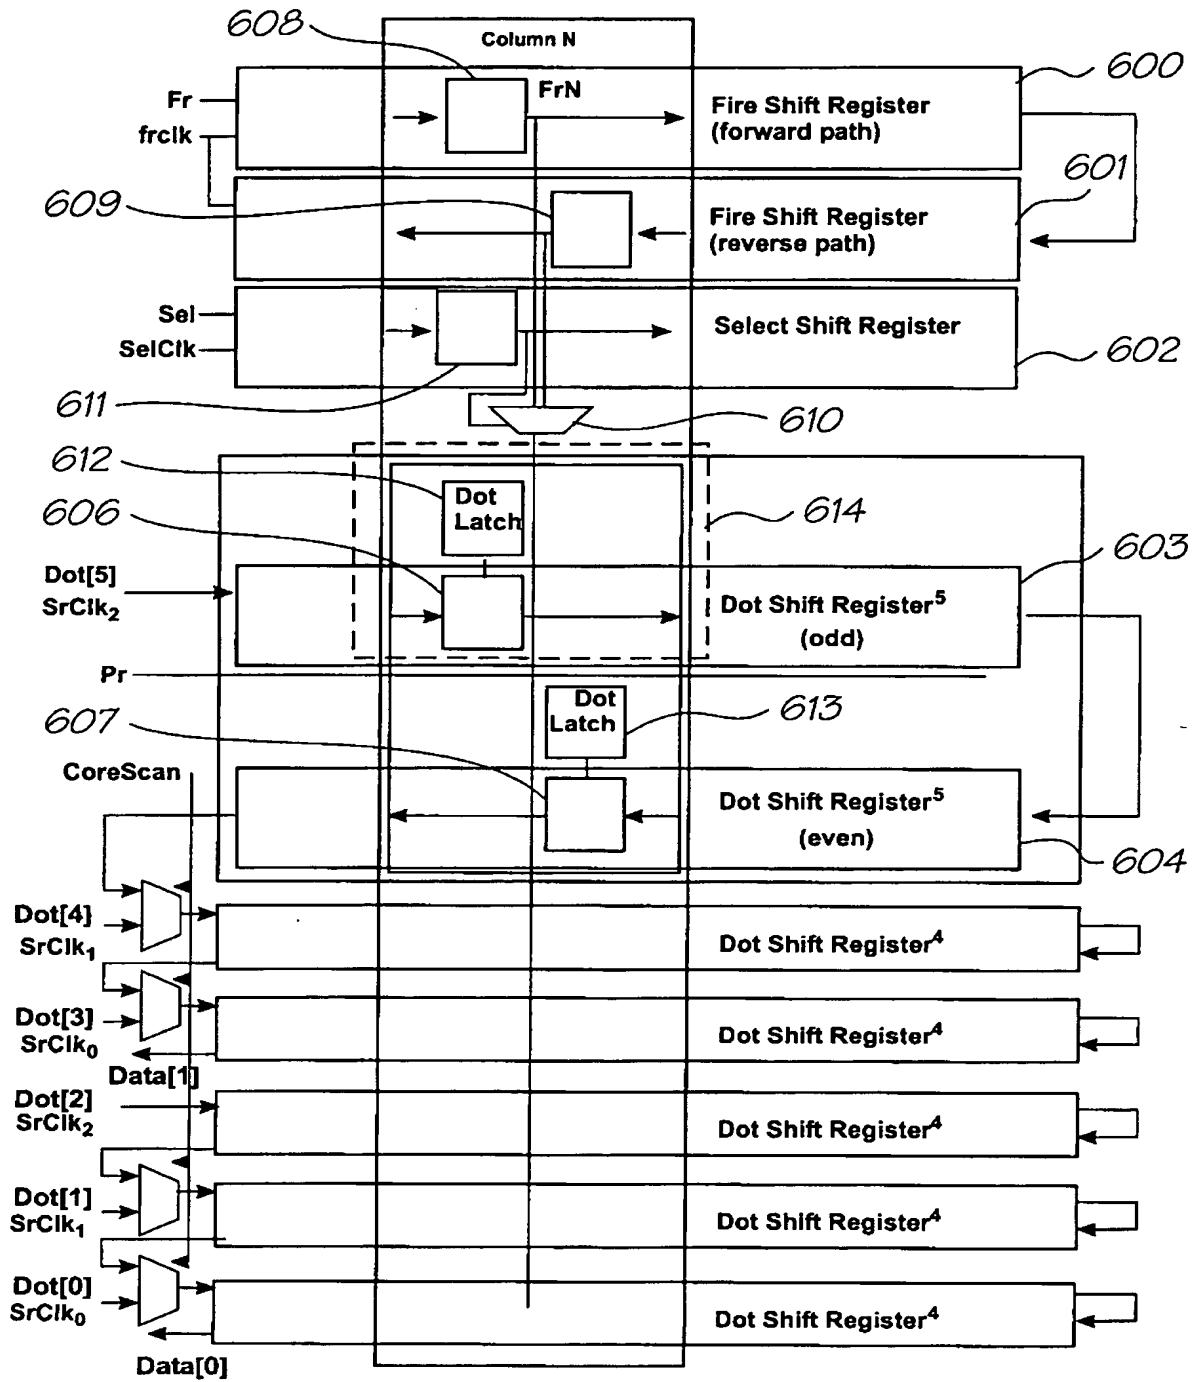 608
Column N
600
Fr
FrN
Fire Shift Register
(forward path)
frclk
601
609
Fire Shift Register
(reverse path)
Sel
SelClk
Select Shift Register
602
611
610
612
Dot
Latch
614
606
603
Dot[5]
SrClk₂
Dot Shift Register⁵
(odd)
Pr
Dot
Latch
613
607
CoreScan
Dot Shift Register⁵
(even)
604
Dot[4]
SrClk₁
Dot Shift Register⁴
Dot[3]
SrClk₀
Dot Shift Register⁴
Data[1]
Dot[2]
SrClk₂
Dot Shift Register⁴
Dot[1]
SrClk₁
Dot Shift Register⁴
Dot[0]
SrClk₀
Dot Shift Register⁴
Data[0]